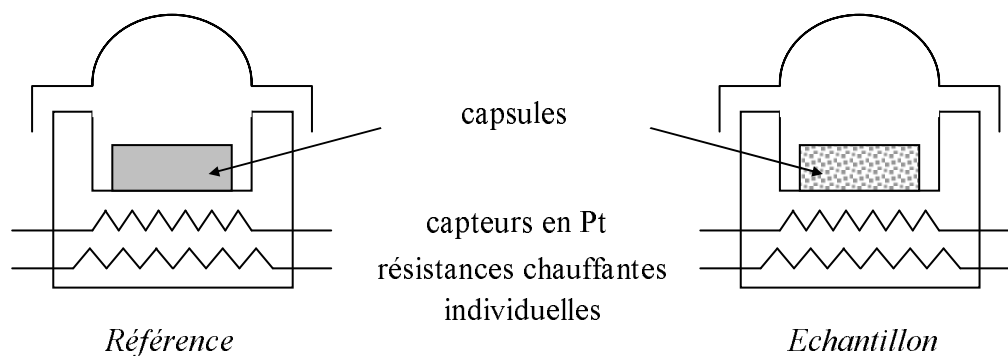 capsules
capteurs en Pt
résistances chauffantes
individuelles
Référence
Echantillon